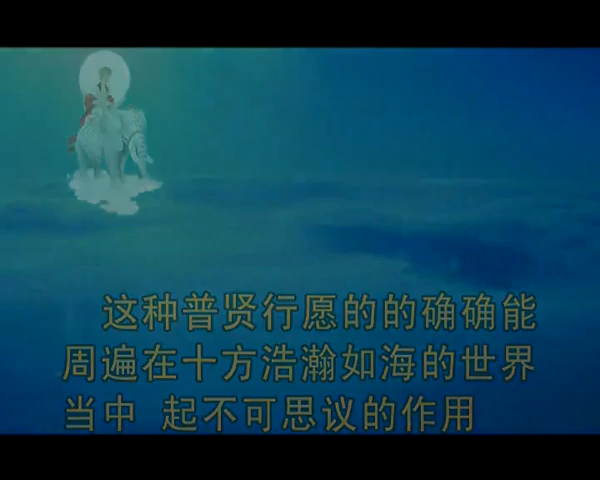 这种普贤行愿的的确确能
周遍在十方浩瀚如海的世界
当中 起不可思议的作用